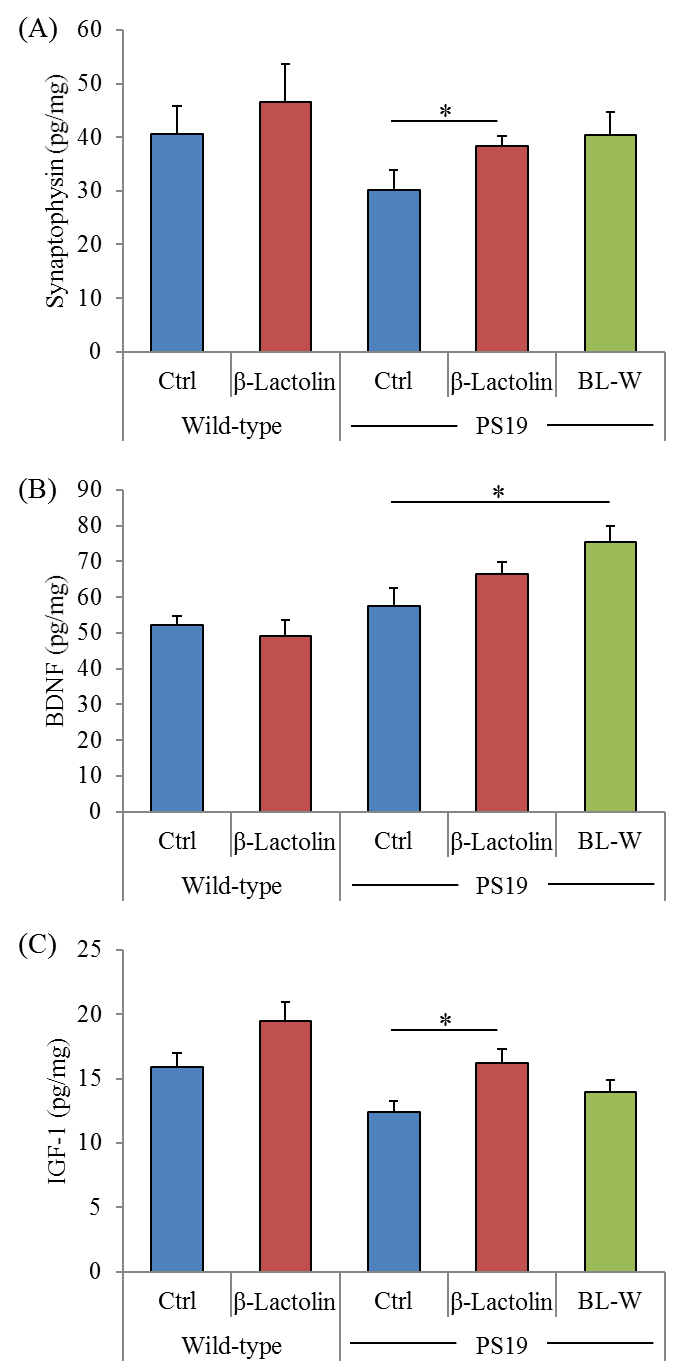 (A)
Synaptophysin (pg/mg)
60
50
40
30
20
10
0
*
Ctrl β-Lactolin Ctrl β-Lactolin BL-W
Wild-type PS19
(B)
BDNF (pg/mg)
90
80
70
60
50
40
30
20
10
0
*
Ctrl β-Lactolin Ctrl β-Lactolin BL-W
Wild-type PS19
(C)
IGF-1 (pg/mg)
25
20
15
10
5
0
*
Ctrl β-Lactolin Ctrl β-Lactolin BL-W
Wild-type PS19